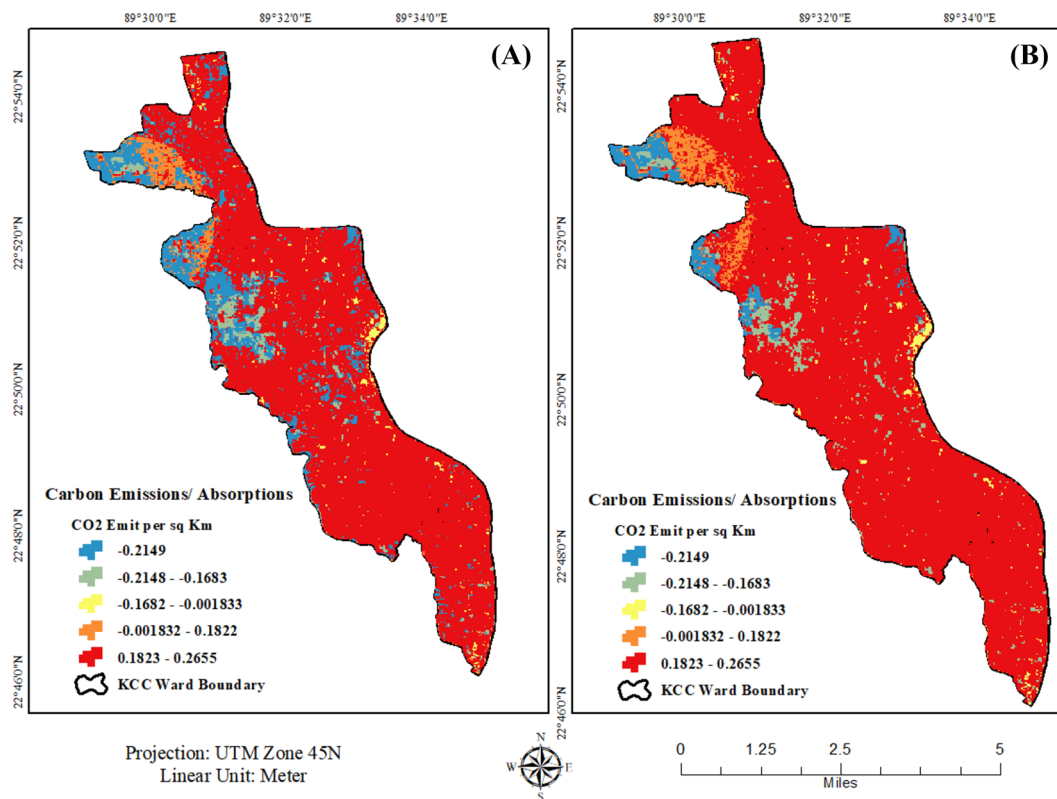 89°30'0"E 89°32'0"E 89°34'0"E
89°30'0"E 89°32'0"E 89°34'0"E
(A)
(B)
22°54'0"N
22°52'0"N
22°50'0"N
22°48'0"N
22°46'0"N
22°54'0"N
22°52'0"N
22°50'0"N
22°48'0"N
22°46'0"N
Carbon Emissions/ Absorptions
CO2 Emit per sq Km
-0.2149
-0.2148 - -0.1683
-0.1682 - -0.001833
-0.001832 - 0.1822
0.1823 - 0.2655
KCC Ward Boundary
Carbon Emissions/ Absorptions
CO2 Emit per sq Km
-0.2149
-0.2148 - -0.1683
-0.1682 - -0.001833
-0.001832 - 0.1822
0.1823 - 0.2655
KCC Ward Boundary
Projection: UTM Zone 45N
Linear Unit: Meter
N
W E
S
0 1.25 2.5 5
Miles